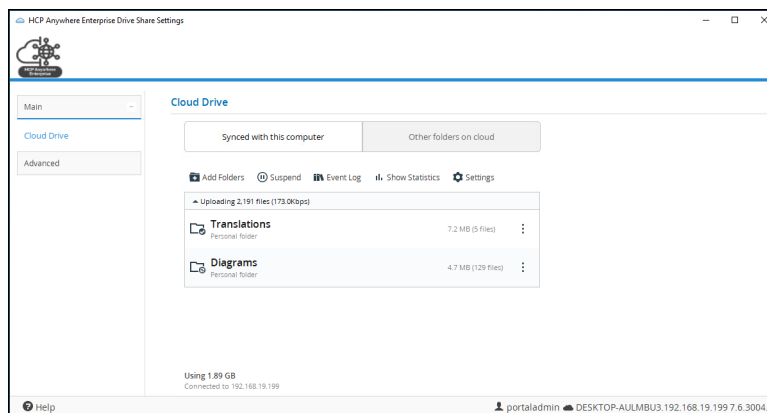 HCP Anywhere Enterprise Drive Share Settings
HCP Anywhere
Enterprise
Main
Cloud Drive
Advanced
Cloud Drive
Synced with this computer
Other folders on cloud
Add Folders Suspend Event Log Show Statistics Settings
Uploading 2,191 files (173.0Kbps)
Translations
Personal folder
7.2 MB (5 files)
Diagrams
Personal folder
4.7 MB (129 files)
Using 1.89 GB
Connected to 192.168.19.199
Help
portaladmin DESKTOP-AULMBU3.192.168.19.199 7.6.3004.